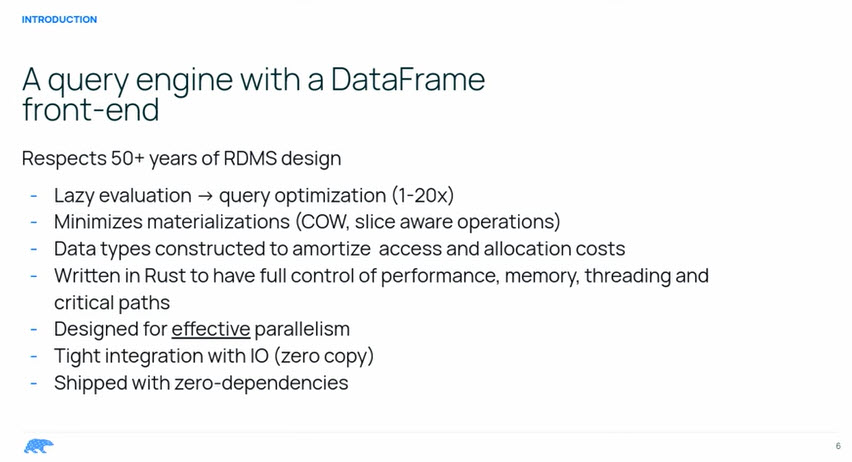 INTRODUCTION
A query engine with a DataFrame
front-end
Respects 50+ years of RDMS design
- Lazy evaluation → query optimization (1-20x)
- Minimizes materializations (COW, slice aware operations)
- Data types constructed to amortize  access and allocation costs
- Written in Rust to have full control of performance, memory, threading and
critical paths
- Designed for effective parallelism
- Tight integration with IO (zero copy)
- Shipped with zero-dependencies
6